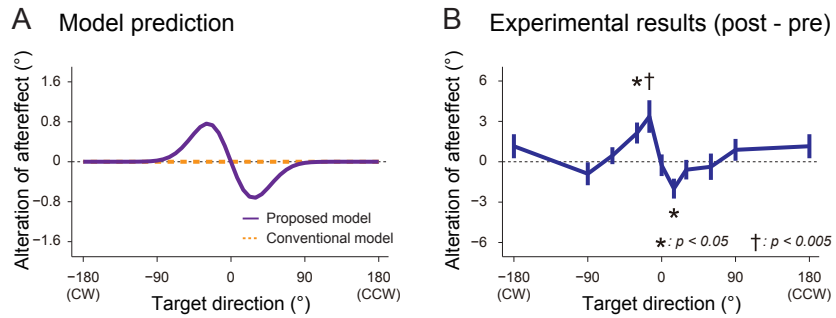 A Model prediction
Alteration of aftereffect (°)
1.6
0.8
0
−0.8
−1.6
Proposed model
Conventional model
−180 −90 0 90 180
(CW) (CCW)
Target direction (°)
B Experimental results (post - pre)
Alteration of aftereffect (°)
6
3
0
−3
−6
* †
*
*: p < 0.05 †: p < 0.005
−180 −90 0 90 180
(CW) (CCW)
Target direction (°)